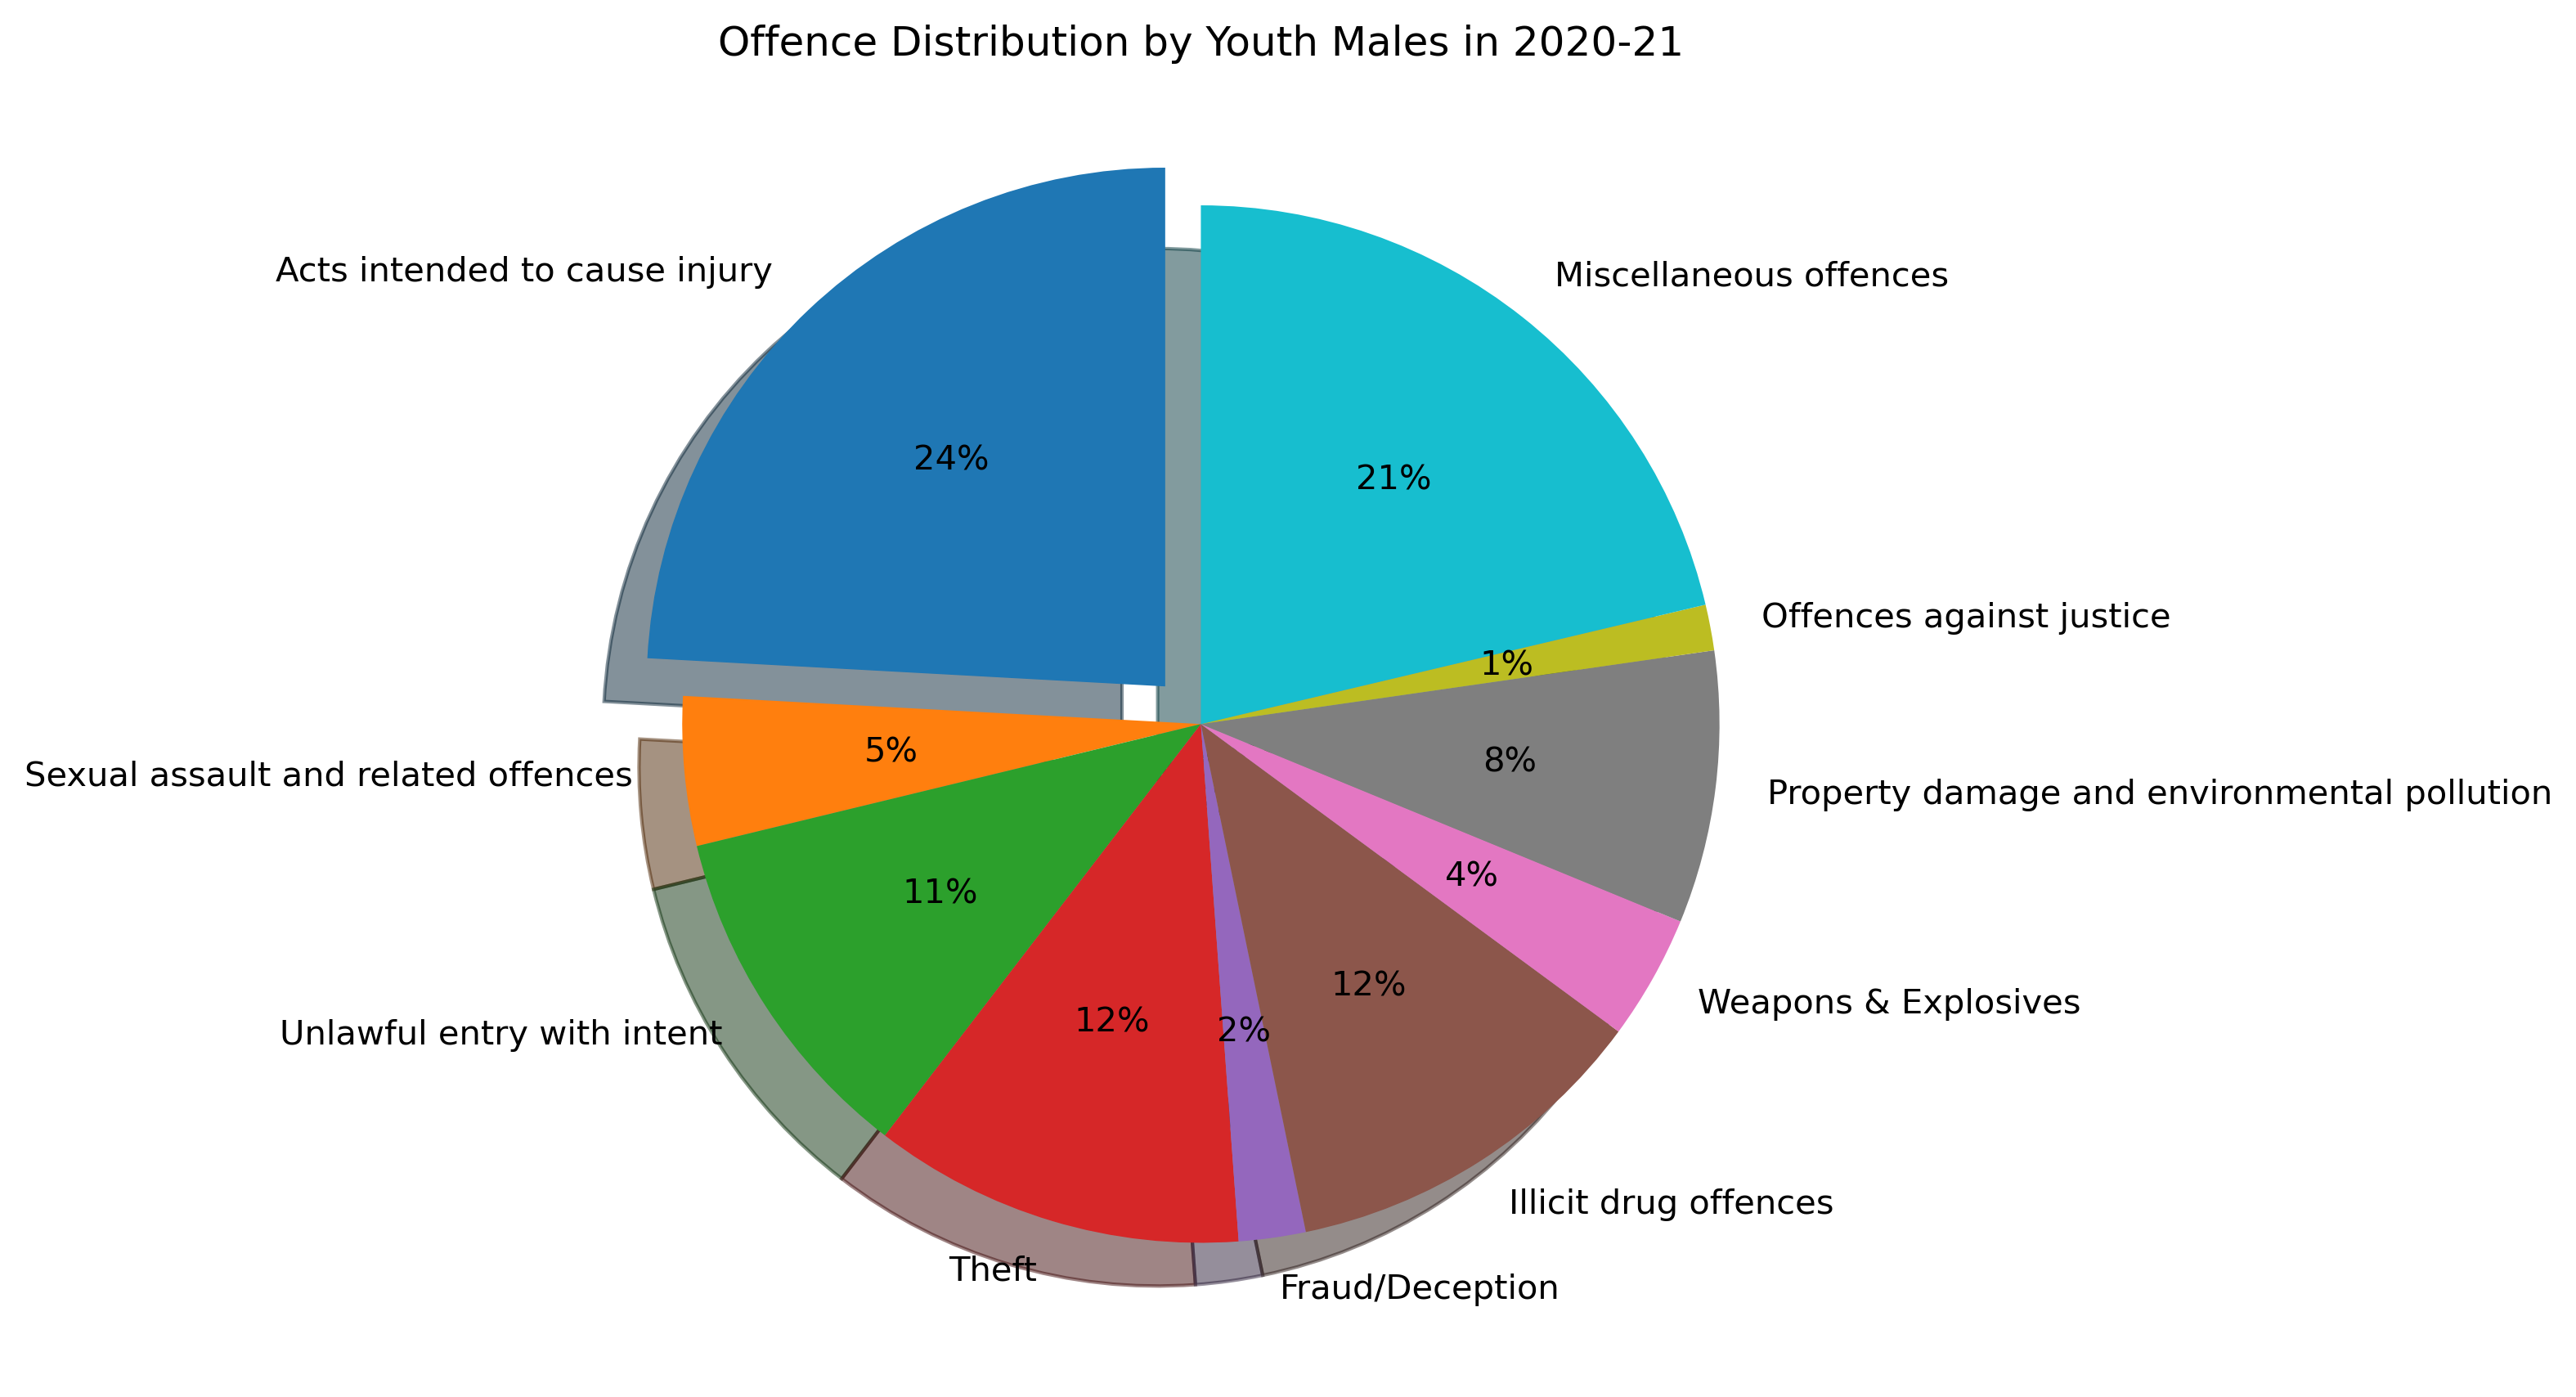 Offence Distribution by Youth Males in 2020-21
Acts intended to cause injury
24%
Sexual assault and related offences
5%
Unlawful entry with intent
11%
Theft
12%
Fraud/Deception
2%
Illicit drug offences
12%
Weapons & Explosives
4%
Property damage and environmental pollution
8%
Offences against justice
1%
Miscellaneous offences
21%